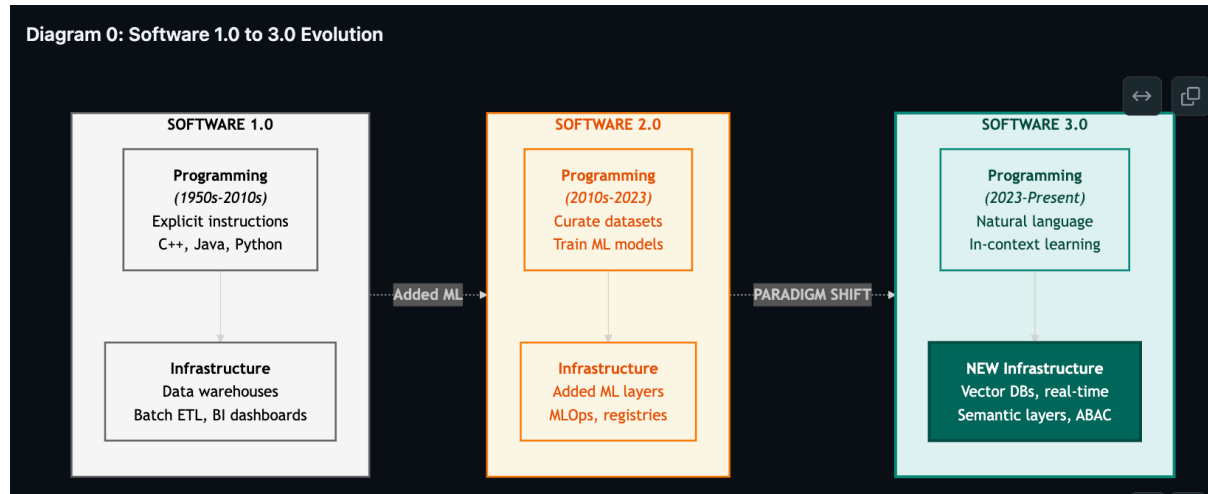 Diagram 0: Software 1.0 to 3.0 Evolution
SOFTWARE 1.0
Programming
(1950s-2010s)
Explicit instructions
C++, Java, Python
Infrastructure
Data warehouses
Batch ETL, BI dashboards
Added ML
SOFTWARE 2.0
Programming
(2010s-2023)
Curate datasets
Train ML models
Infrastructure
Added ML layers
MLOps, registries
PARADIGM SHIFT
SOFTWARE 3.0
Programming
(2023-Present)
Natural language
In-context learning
NEW Infrastructure
Vector DBs, real-time
Semantic layers, ABAC